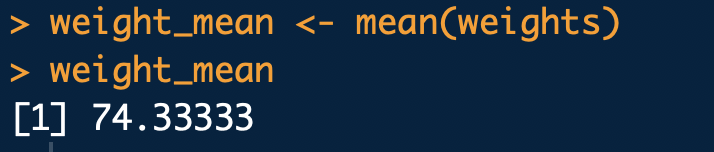 > weight_mean <- mean(weights)
> weight_mean
[1] 74.33333